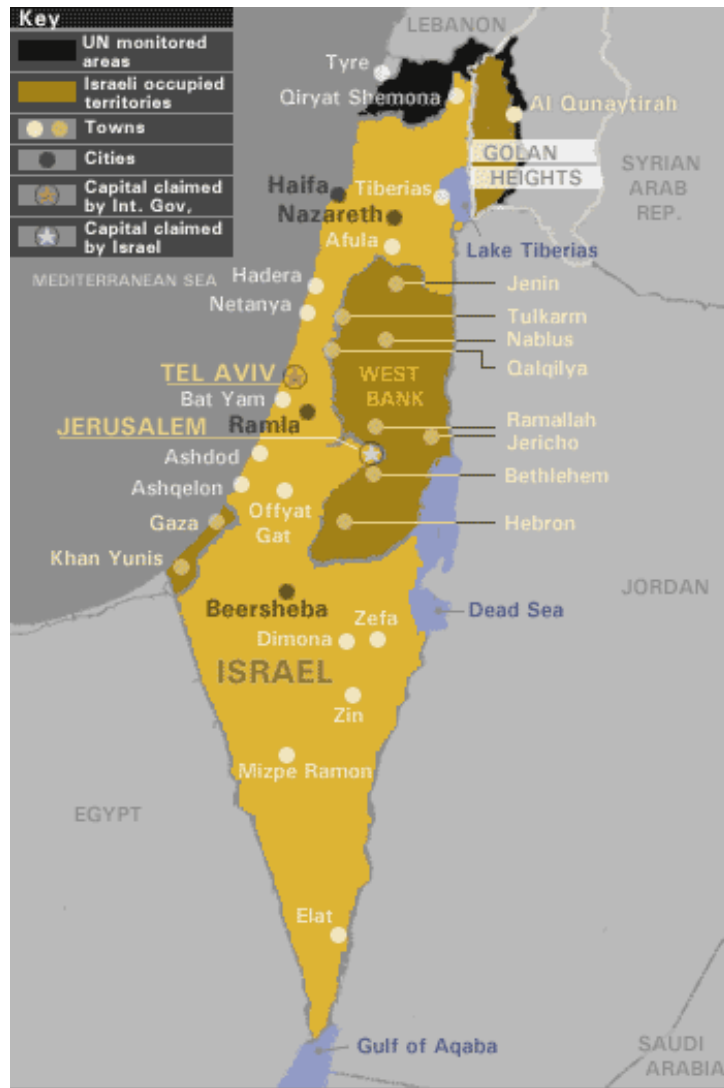 Key
UN monitored
areas
Israeli occupied
territories
Towns
Cities
Capital claimed
by Int. Gov,
Capital claimed
by Israel
LEBANON
Tyre
Qiryat Shemona
Al Qunaytirah
GOLAN
HEIGHTS
SYRIAN
ARAB
REP.
Haifa
Tiberias
Nazareth
Afula
Lake Tiberias
MEDITERRANEAN SEA
Hadera
Jenin
Netanya
Tulkarm
Nablus
Qalqilya
TEL AVIV
WEST
BANK
Bat Yam
Ramla
Ramallah
JERUSALEM
Jericho
Ashdod
Bethlehem
Ashqelon
Offyat
Gat
Gaza
Hebron
Khan Yunis
JORDAN
Beersheba
Dead Sea
Zefa
Dimona
ISRAEL
Zin
Mizpe Ramon
EGYPT
Elat
Gulf of Aqaba
SAUDI
ARABIA